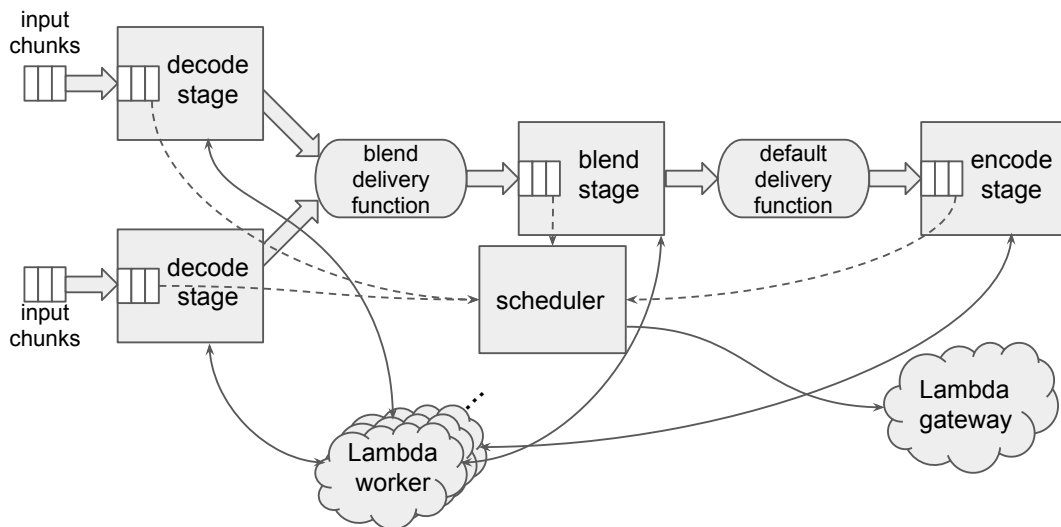 input
chunks
decode
stage
blend
delivery
function
blend
stage
default
delivery
function
encode
stage
decode
stage
input
chunks
scheduler
Lambda
gateway
Lambda
worker